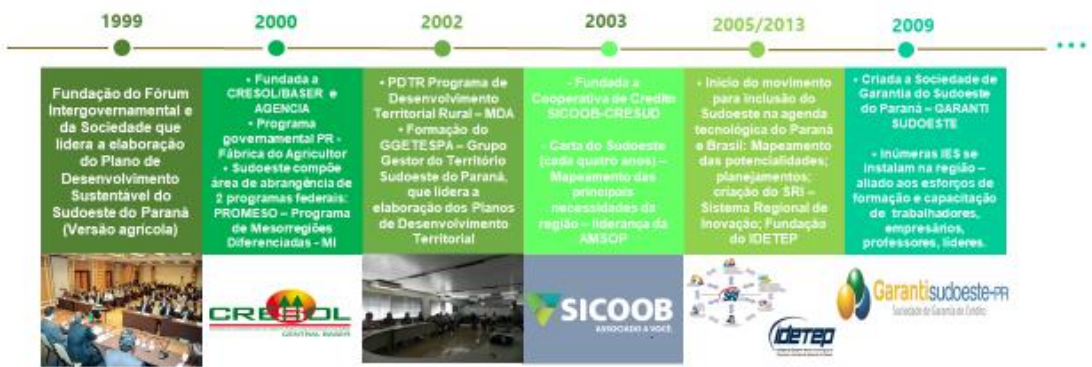 1999
2000
2002
2003
2005/2013
2009
Fundação do Fórum
Intergovernamental e
da Sociedade que
lidera a elaboração
do Plano de
Desenvolvimento
Sustentável do
Sudoeste do Paraná
(Versão agrícola)
• Fundada a
CRESOL/BASER e
AGENCIA
• Programa
governamental PR -
Fábrica do Agricultor
• Sudoeste compõe
área de abrangência de
2 programas federais:
PROMESO – Programa
de Mesorregiões
Diferenciadas - MI
• PDTR Programa de
Desenvolvimento
Territorial Rural – MDA
• Formação do
GGETESPA – Grupo
Gestor do Território
Sudoeste do Paraná,
que lidera a
elaboração dos Planos
de Desenvolvimento
Territorial
- Fundada a
Cooperativa de Credito
SICOOB-CRESUD
- Carta do Sudoeste
(cada quatro anos) –
Mapeamento das
principais
necessidades da
região – liderança da
AMSOP
• Início do movimento
para inclusão do
Sudoeste na agenda
tecnológica do Paraná
e Brasil: Mapeamento
das potencialidades;
planejamentos;
criação do SRI –
Sistema Regional de
Inovação; Fundação
do IDETEP
• Criada a Sociedade de
Garantia do Sudoeste
do Paraná – GARANTI
SUDOESTE
• Inúmeras IES se
instalam na região –
aliado aos esforços de
formação e capacitação
de trabalhadores,
empresários,
professores, líderes.
CRESOL
CENTRAL BASER
SICOOB
ASSOCIADO A VOCÊ.
SRI
idetep
Garantisudoeste-PR
Sociedade de Garantia de Crédito